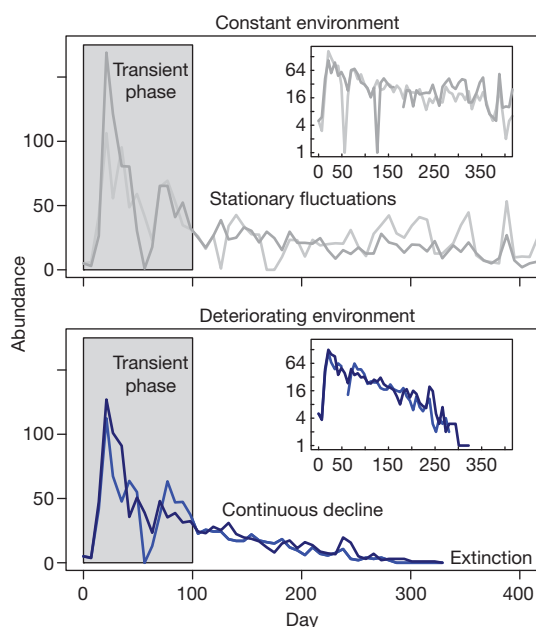 Constant environment
Transient
phase
64
16
4
1
0 50 150 250 350
Stationary fluctuations
100
50
0
Abundance
Deteriorating environment
Transient
phase
64
16
4
1
0 50 150 250 350
Continuous decline
Extinction
100
50
0
0 100 200 300 400
Day